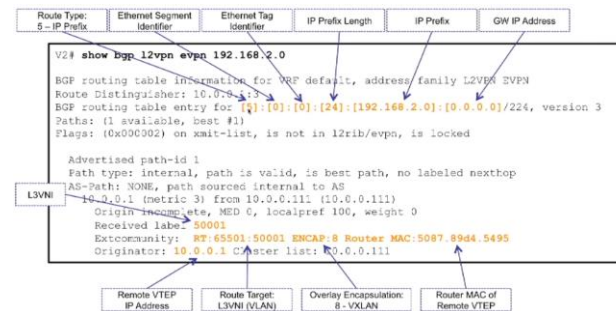 Route Type:
5 – IP Prefix
Ethernet Segment
Identifier
Ethernet Tag
Identifier
IP Prefix Length
IP Prefix
GW IP Address
V2# show bgp l2vpn evpn 192.168.2.0
BGP routing table information for VRF default, address family L2VPN EVPN
Route Distinguisher: 10.0.0.1:3
BGP routing table entry for [5]:[0]:[0]:[24]:[192.168.2.0]:[0.0.0.0]/224, version 3
Paths: (1 available, best #1)
Flags: (0x000002) on xmit-list, is not in l2rib/evpn, is locked
Advertised path-id 1
Path type: internal, path is valid, is best path, no labeled nexthop
AS-Path: NONE, path sourced internal to AS
10.0.0.1 (metric 3) from 10.0.0.111 (10.0.0.111)
Origin incomplete, MED 0, localpref 100, weight 0
Received label 50001
Extcommunity: RT:65501:50001 ENCAP:8 Router MAC:5087.89d4.5495
Originator: 10.0.0.1 Cluster list: 10.0.0.111
L3VNI
Remote VTEP
IP Address
Route Target:
L3VNI (VLAN)
Overlay Encapsulation:
8 - VXLAN
Router MAC of
Remote VTEP